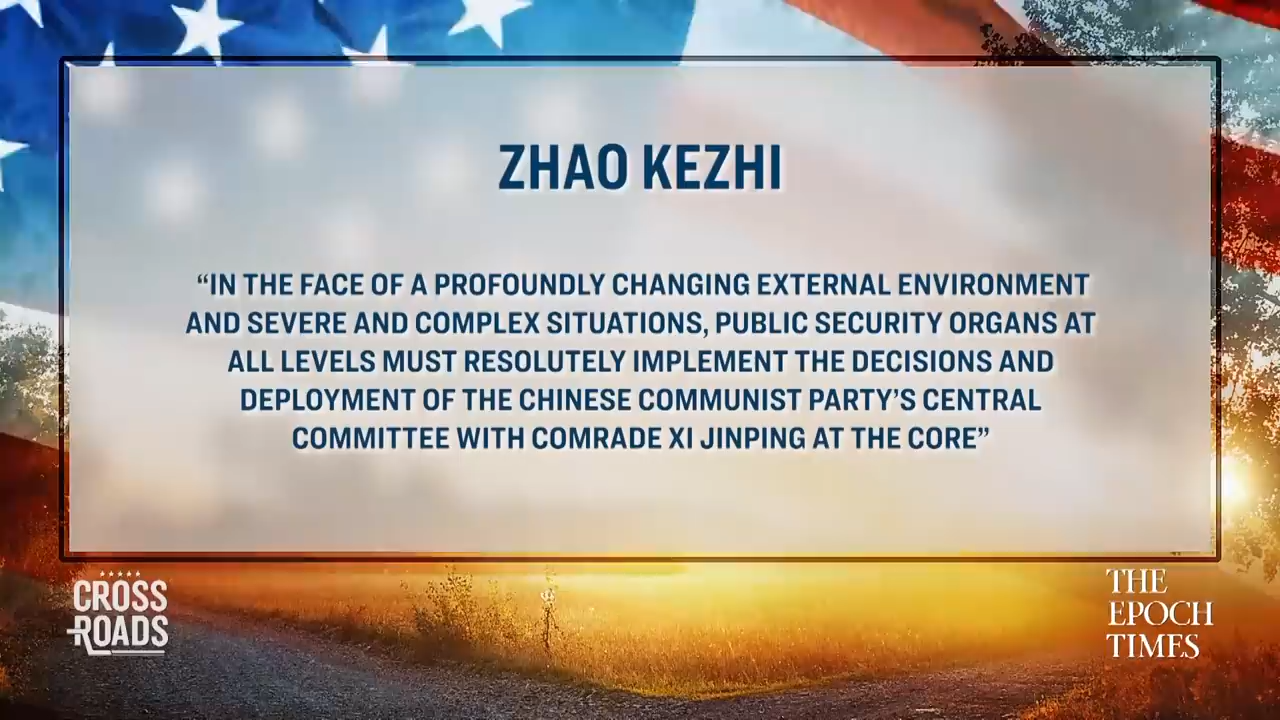 ZHAO KEZHI
“IN THE FACE OF A PROFOUNDLY CHANGING EXTERNAL ENVIRONMENT
AND SEVERE AND COMPLEX SITUATIONS, PUBLIC SECURITY ORGANS AT
ALL LEVELS MUST RESOLUTELY IMPLEMENT THE DECISIONS AND
DEPLOYMENT OF THE CHINESE COMMUNIST PARTY’S CENTRAL
COMMITTEE WITH COMRADE XI JINPING AT THE CORE”
CROSS
ROADS
THE
EPOCH
TIMES